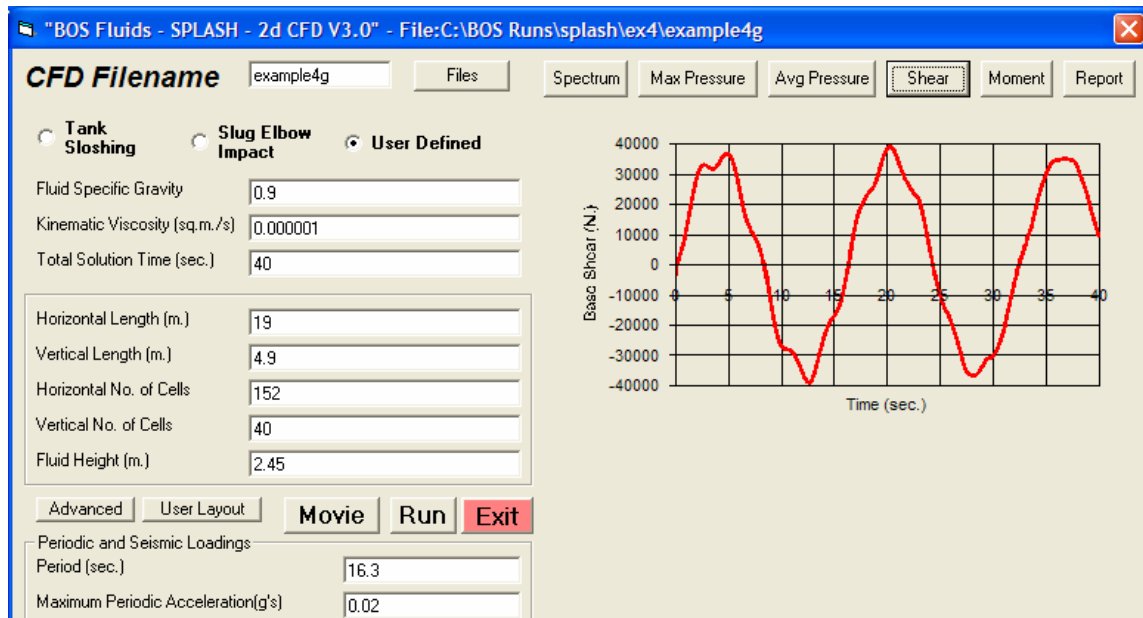 "BOS Fluids - SPLASH - 2d CFD V3.0" - File:C:\BOS Runs\splash\ex4\example4g
CFD Filename example4g Files Spectrum Max Pressure Avg Pressure Shear Moment Report
Tank Sloshing
Slug Elbow Impact
User Defined
Fluid Specific Gravity 0.9
Kinematic Viscosity (sq.m./s) 0.000001
Total Solution Time (sec.) 40
Horizontal Length (m.) 19
Vertical Length (m.) 4.9
Horizontal No. of Cells 152
Vertical No. of Cells 40
Fluid Height (m.) 2.45
Advanced User Layout Movie Run Exit
Periodic and Seismic Loadings
Period (sec.) 16.3
Maximum Periodic Acceleration(g's) 0.02
Base Shear (N.)
40000
30000
20000
10000
0
-10000
-20000
-30000
-40000
0 5 10 15 20 25 30 35 40
Time (sec.)